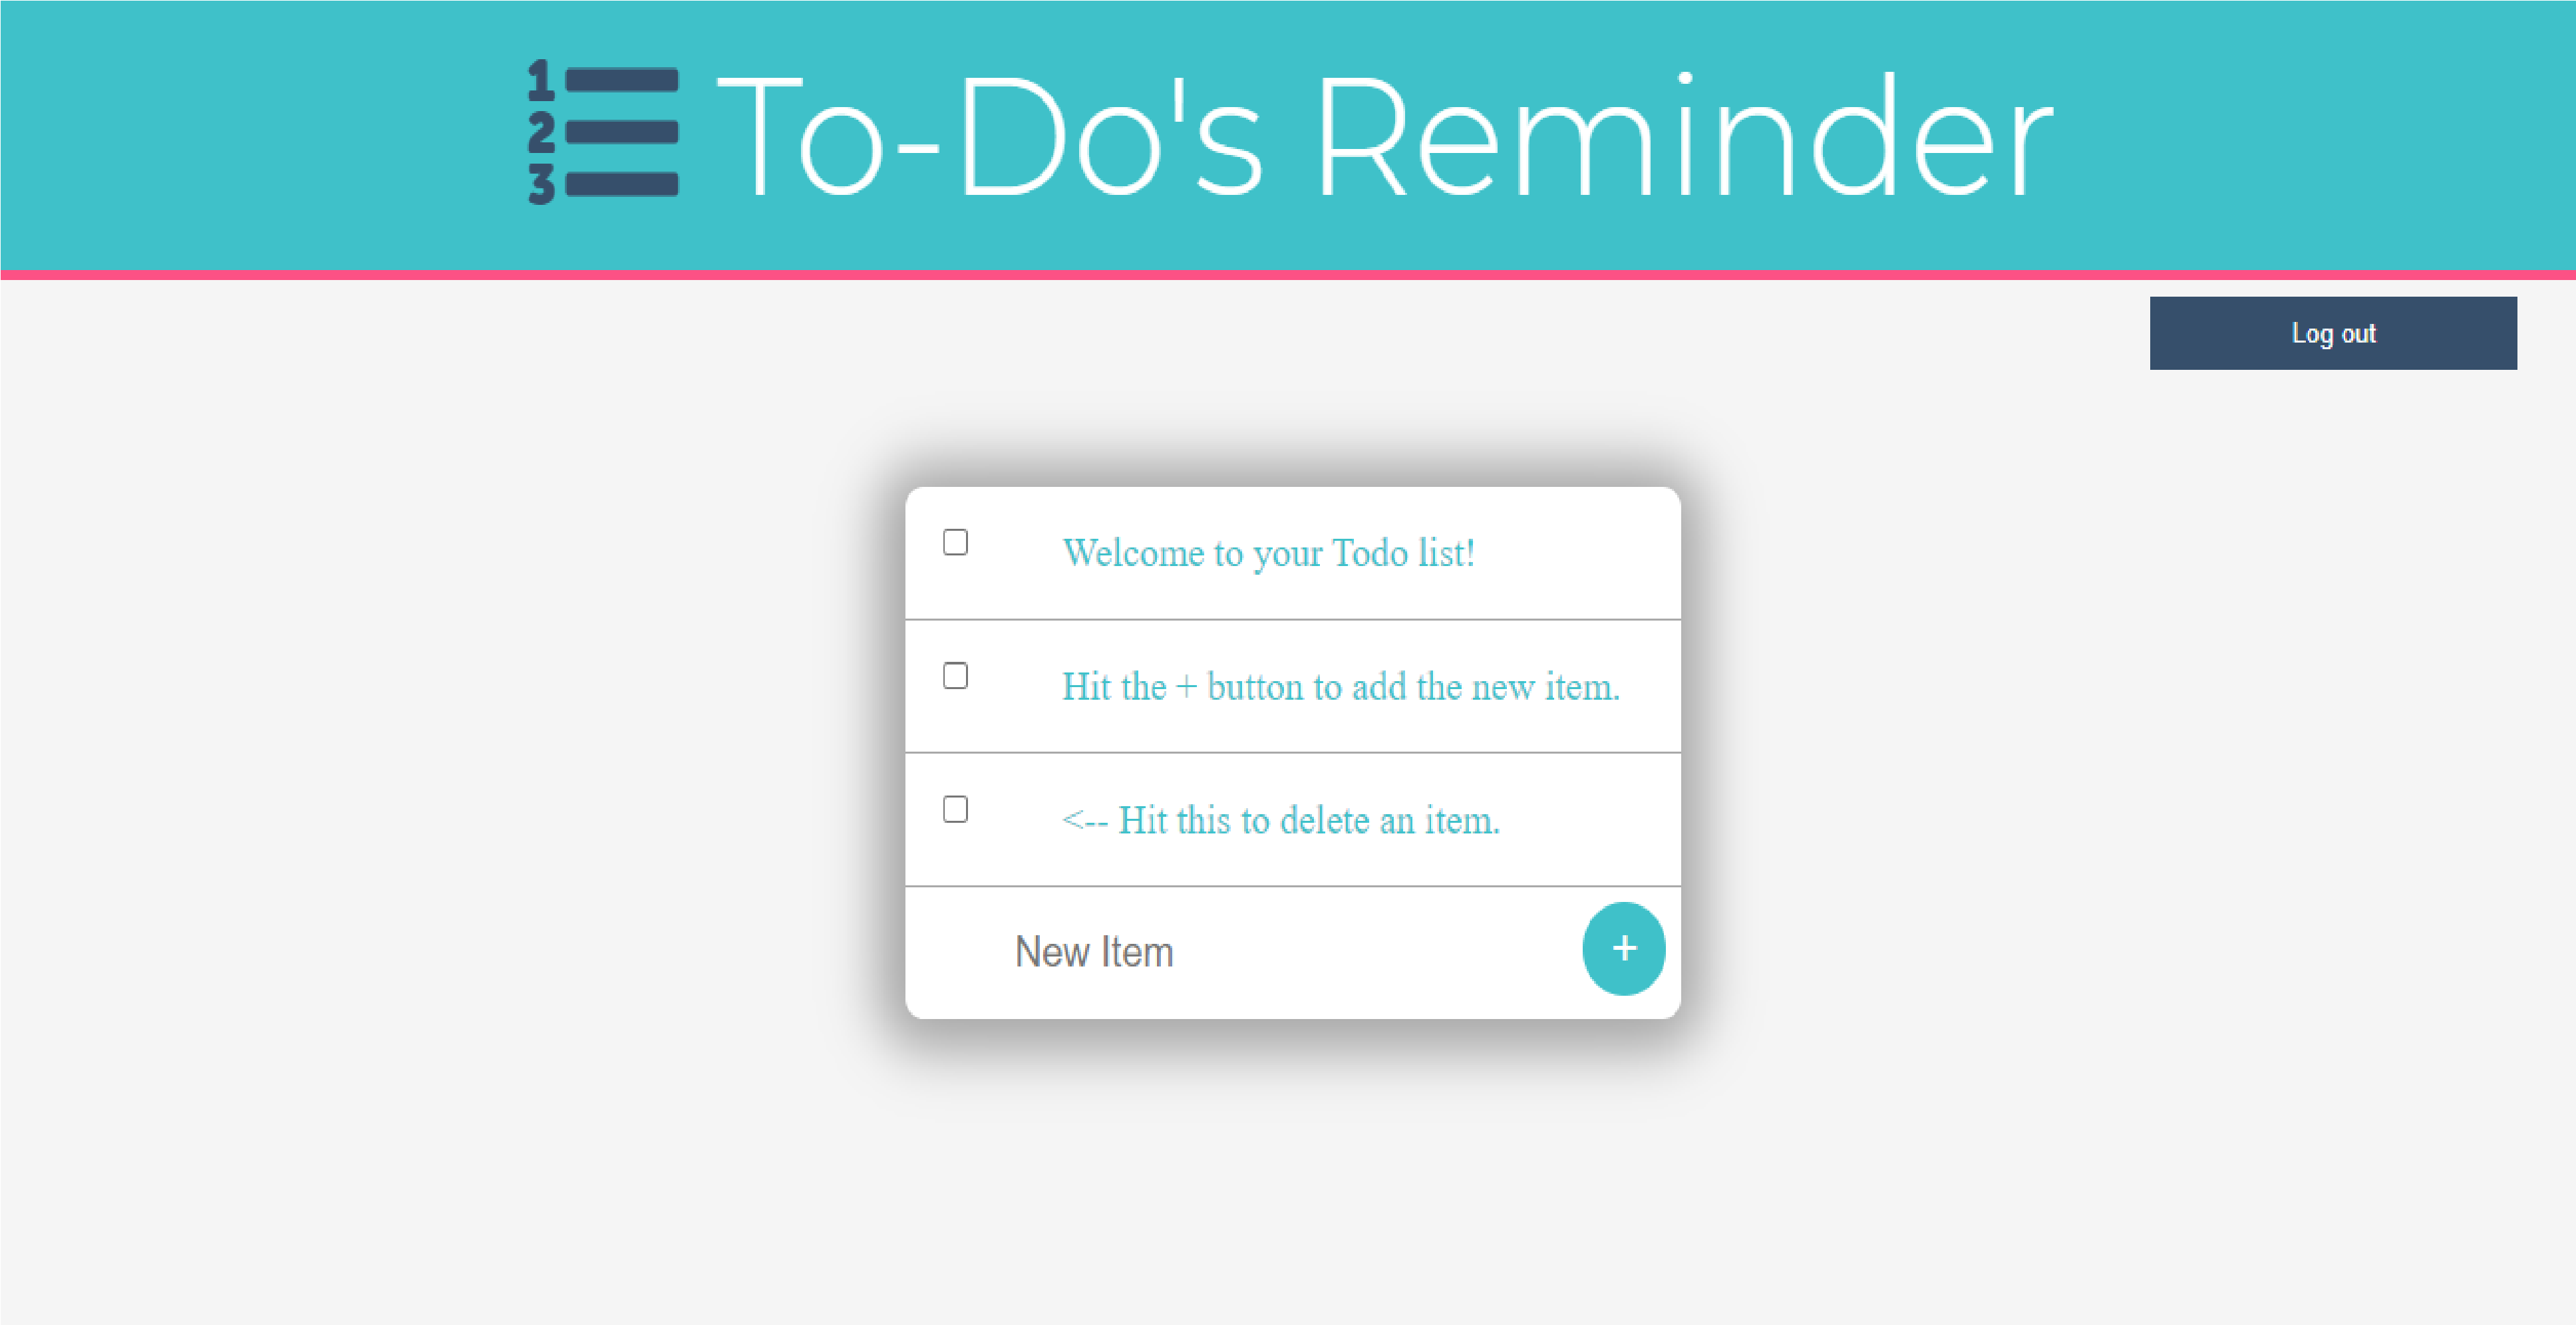 1
2
3
To-Do's Reminder
Log out
Welcome to your Todo list!
Hit the + button to add the new item.
<-- Hit this to delete an item.
New Item
+